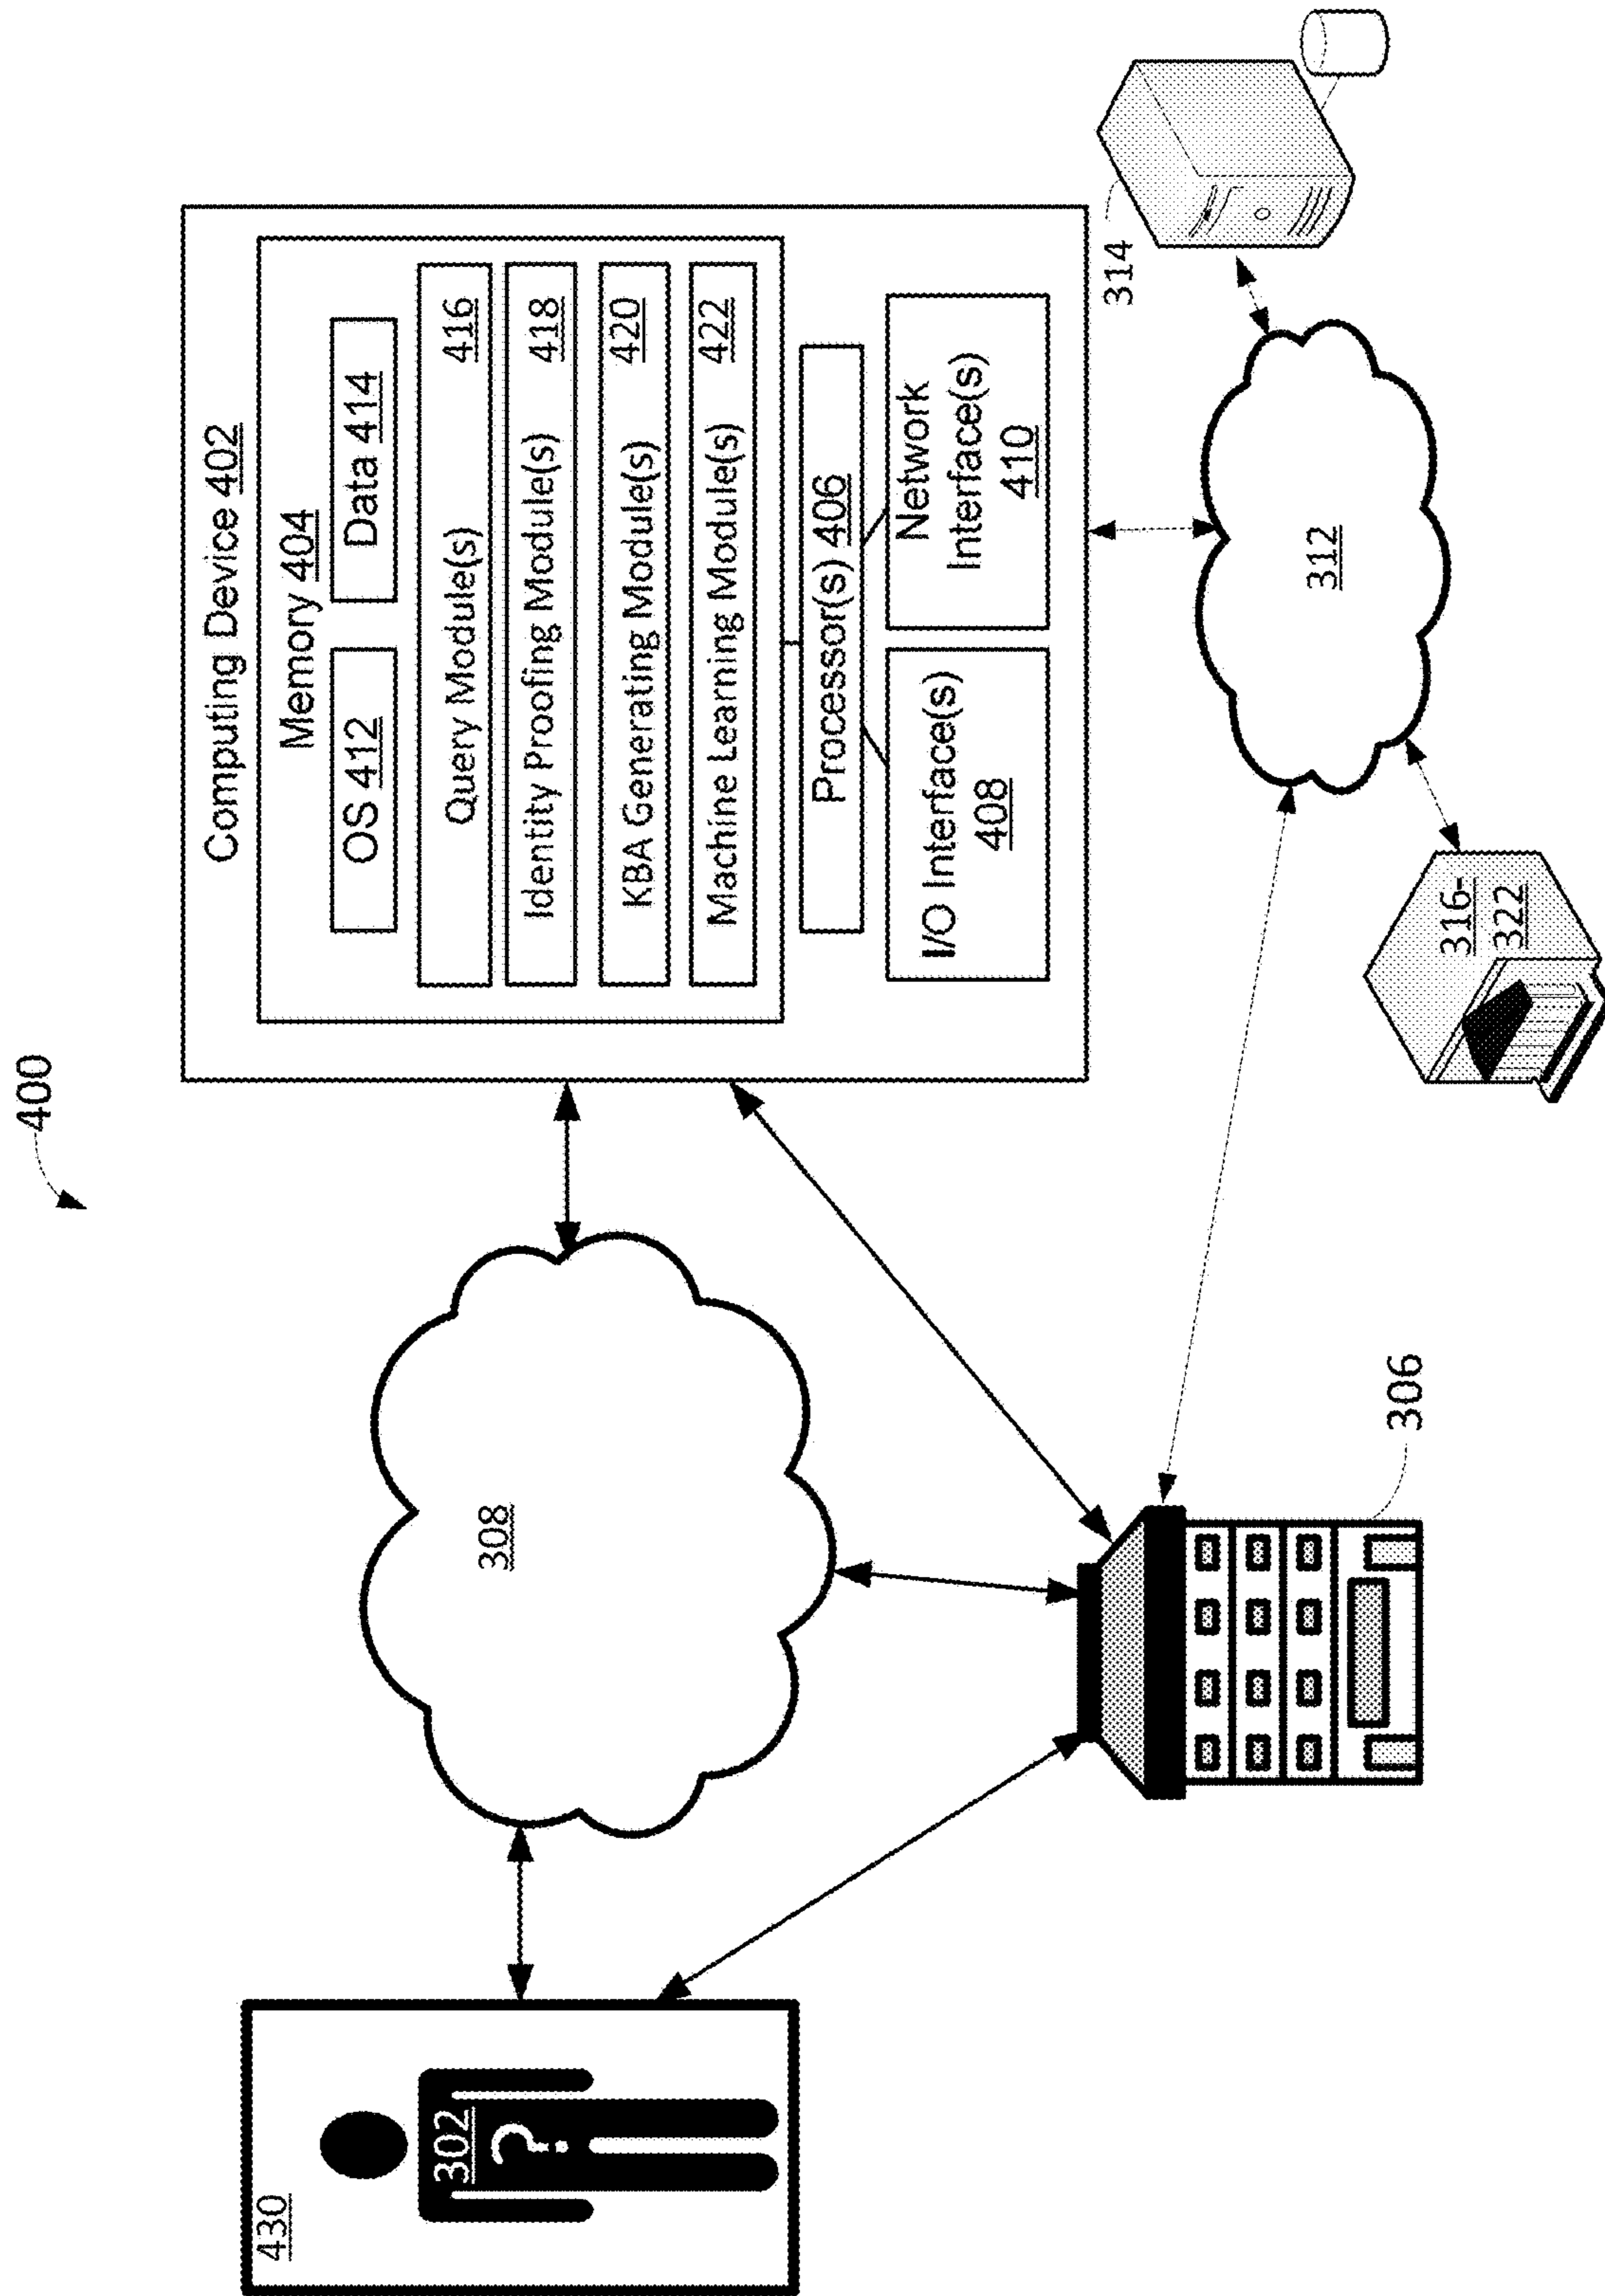 400
Computing Device 402
Memory 404
OS 412
Data 414
Query Module(s) 416
Identity Proofing Module(s) 418
KBA Generating Module(s) 420
Machine Learning Module(s) 422
Processor(s) 406
I/O Interface(s)
408
Network
Interface(s)
410
430
302
?
308
306
312
314
316-
322